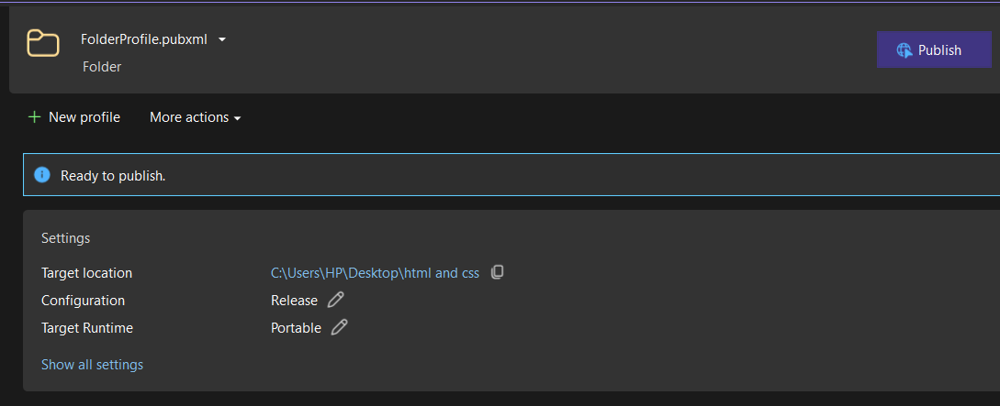 FolderProfile.pubxml
Folder
Publish
New profile
More actions
Ready to publish.
Settings
Target location C:\Users\HP\Desktop\html and css
Configuration Release
Target Runtime Portable
Show all settings